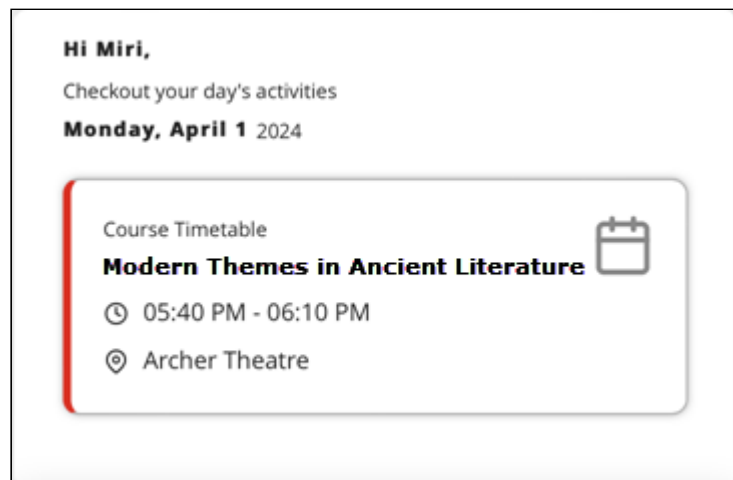 Hi Miri,
Checkout your day's activities
Monday, April 1 2024
Course Timetable
Modern Themes in Ancient Literature
05:40 PM - 06:10 PM
Archer Theatre